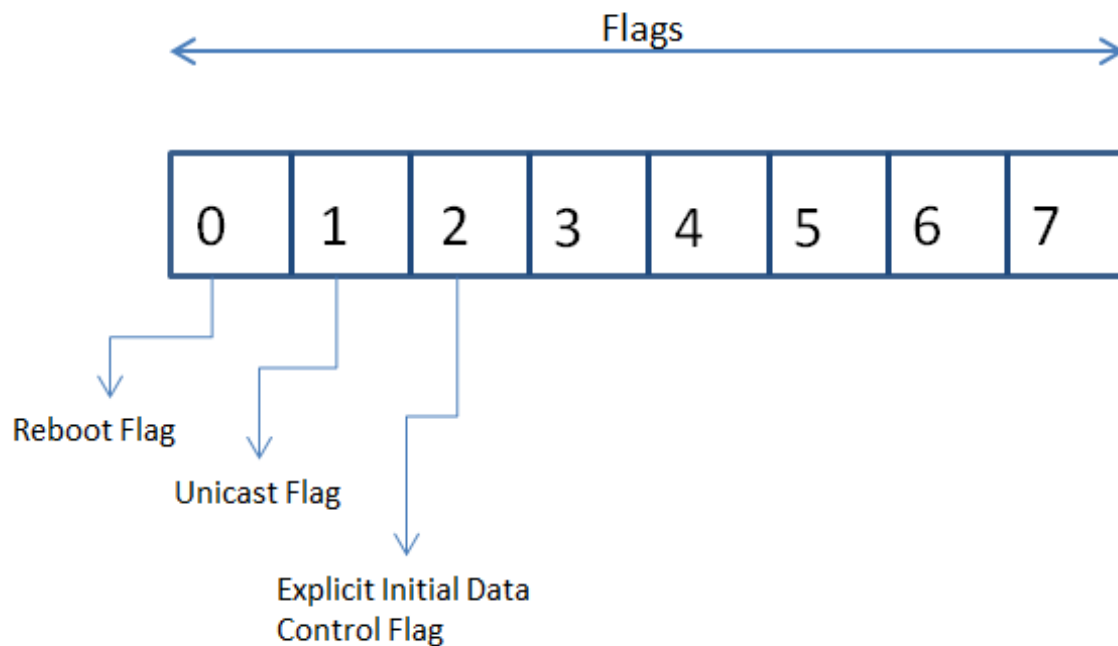 Flags
0 1 2 3 4 5 6 7
Reboot Flag
Unicast Flag
Explicit Initial Data
Control Flag